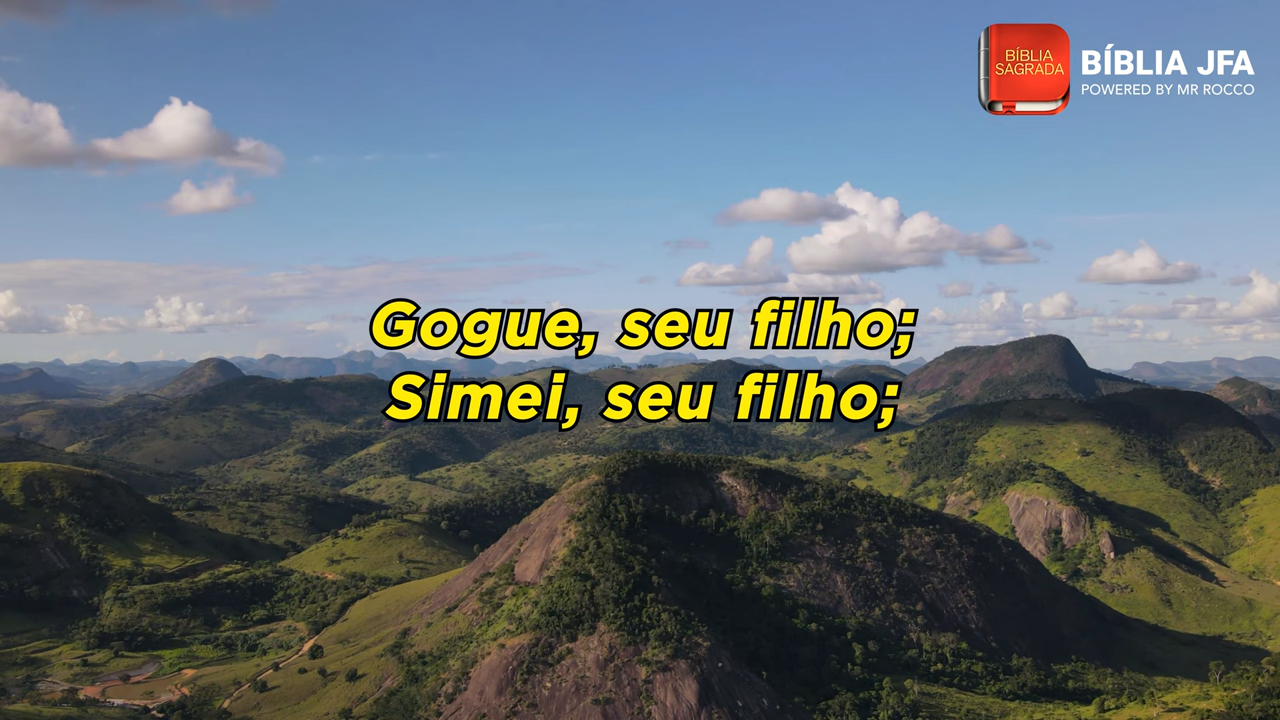 BÍBLIA
SAGRADA
BÍBLIA JFA
POWERED BY MR ROCCO
Gogue, seu filho;
Simei, seu filho;